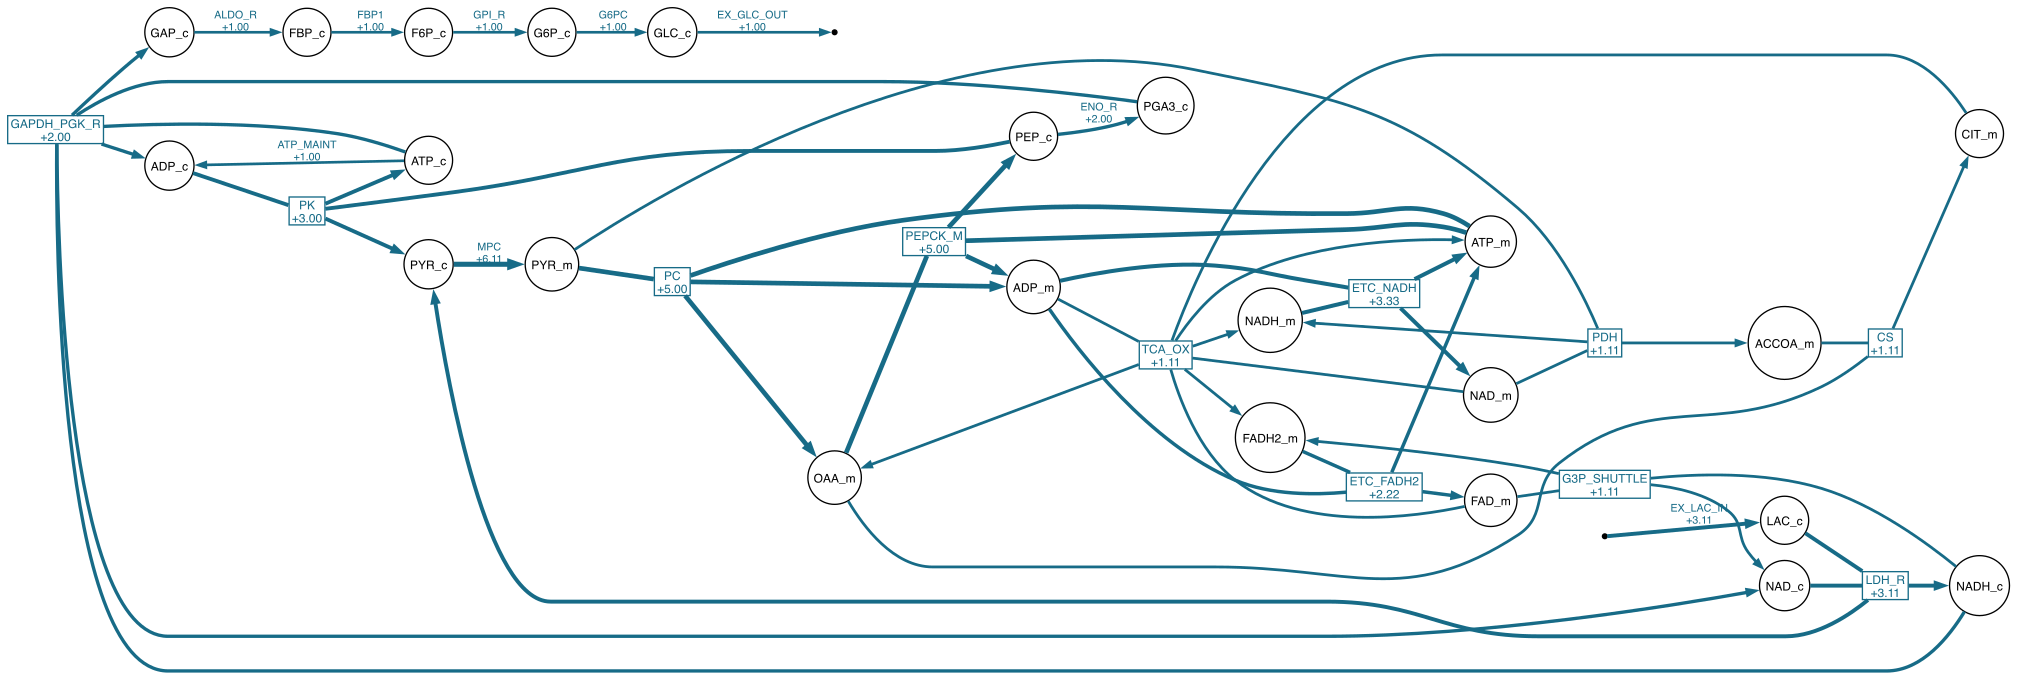 GAP_c
ALDO_R
+1.00
FBP_c
FBP1
+1.00
F6P_c
GPI_R
+1.00
G6P_c
G6PC
+1.00
GLC_c
EX_GLC_OUT
+1.00
GAPDH_PGK_R
+2.00
ADP_c
ATP_MAINT
+1.00
ATP_c
PK
+3.00
PYR_c
MPC
+6.11
PYR_m
PC
+5.00
PEP_c
ENO_R
+2.00
PGA3_c
PEPCK_M
+5.00
ADP_m
OAA_m
TCA_OX
+1.11
NADH_m
FADH2_m
ETC_NADH
+3.33
ETC_FADH2
+2.22
ATP_m
NAD_m
FAD_m
PDH
+1.11
G3P_SHUTTLE
+1.11
ACCOA_m
CS
+1.11
CIT_m
EX_LAC_IN
+3.11
LAC_c
NAD_c
LDH_R
+3.11
NADH_c